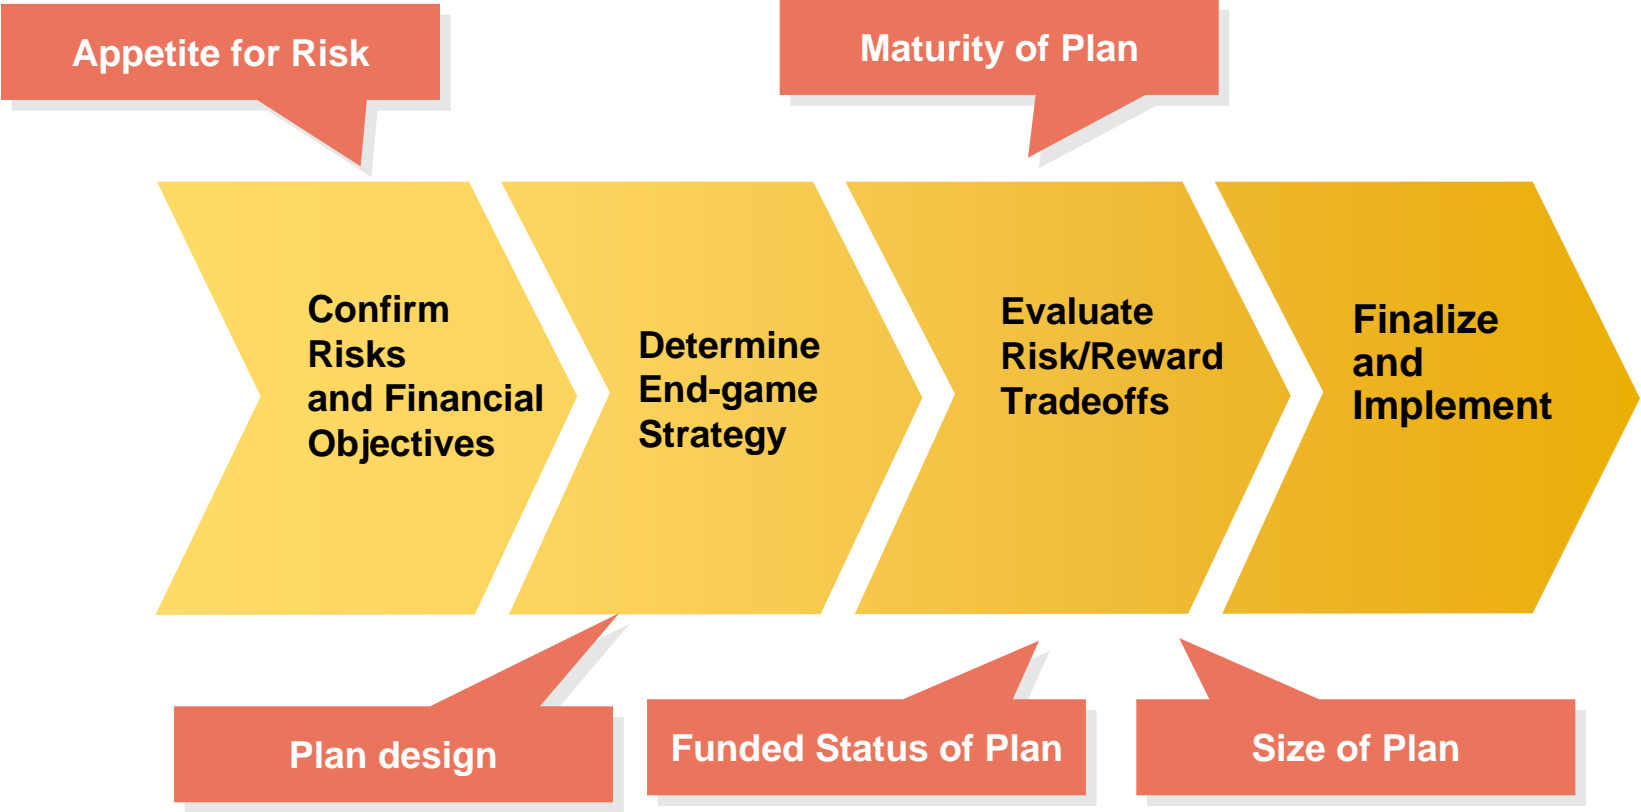 Appetite for Risk
Maturity of Plan
Confirm
Risks
and Financial
Objectives
Determine
End-game
Strategy
Evaluate
Risk/Reward
Tradeoffs
Finalize
and
Implement
Plan design
Funded Status of Plan
Size of Plan